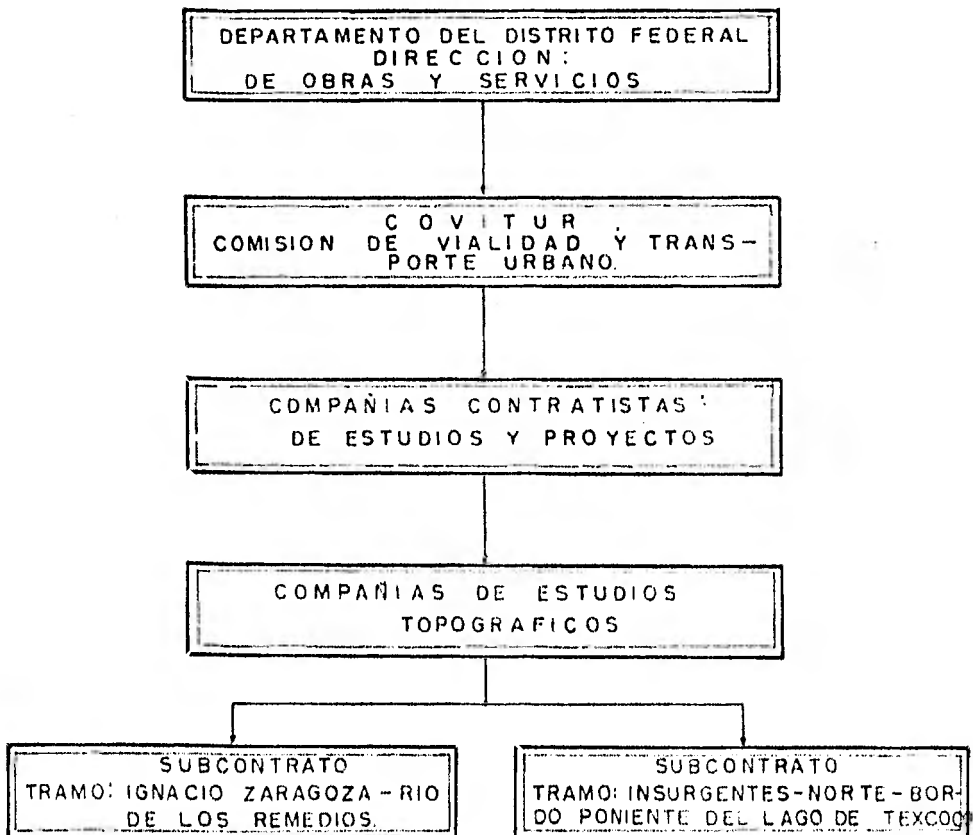 DEPARTAMENTO DEL DISTRITO FEDERAL
DIRECCION:
DE OBRAS Y SERVICIOS
COVITUR.
COMISION DE VIALIDAD Y TRANS-
PORTE URBANO.
COMPAÑIAS CONTRATISTAS:
DE ESTUDIOS Y PROYECTOS
COMPAÑIAS DE ESTUDIOS
TOPOGRAFICOS
SUBCONTRATO
TRAMO: IGNACIO ZARAGOZA - RIO
DE LOS REMEDIOS.
SUBCONTRATO
TRAMO: INSURGENTES-NORTE-BOR-
DO PONIENTE DEL LAGO DE TEXCOO